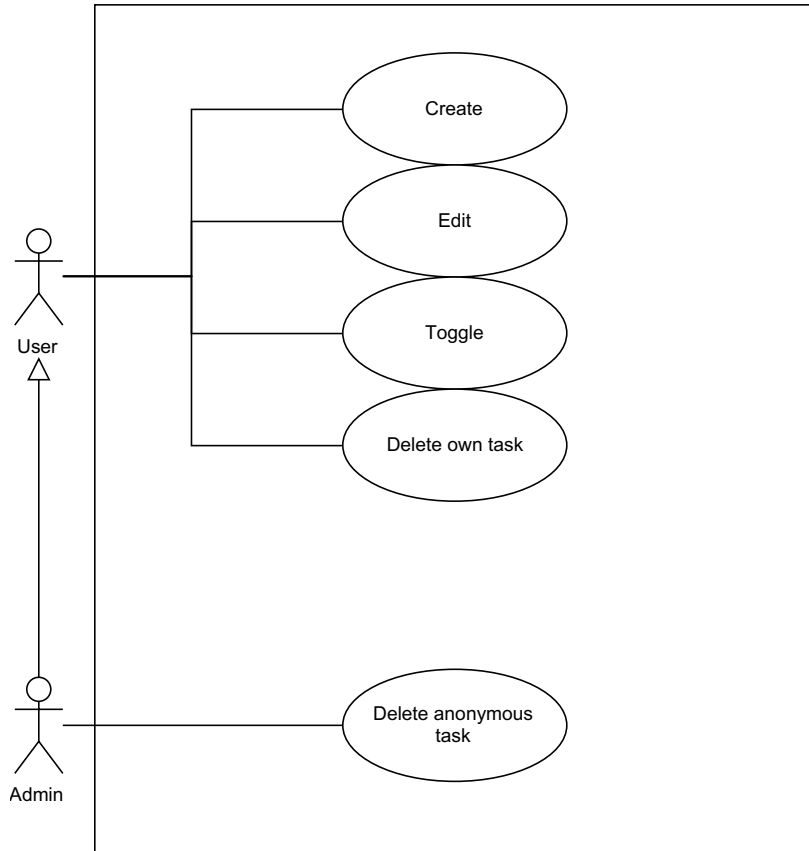 Create
Edit
User
Toggle
Delete own task
Delete anonymous
task
Admin